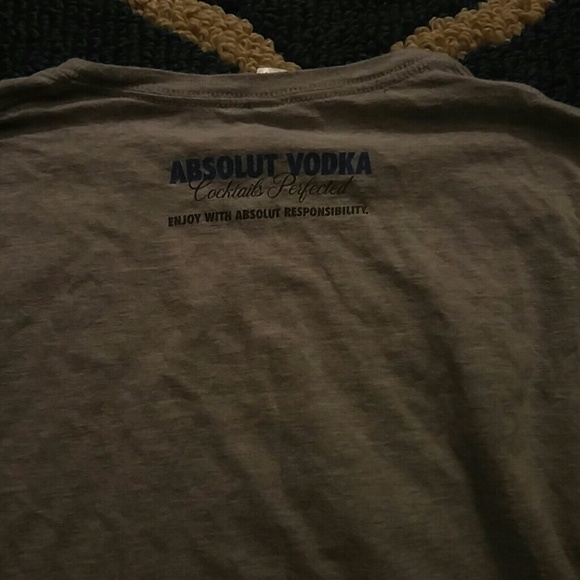 ABSOLUT VODKA
Cocktails Perfected
ENJOY WITH ABSOLUT RESPONSIBILITY.